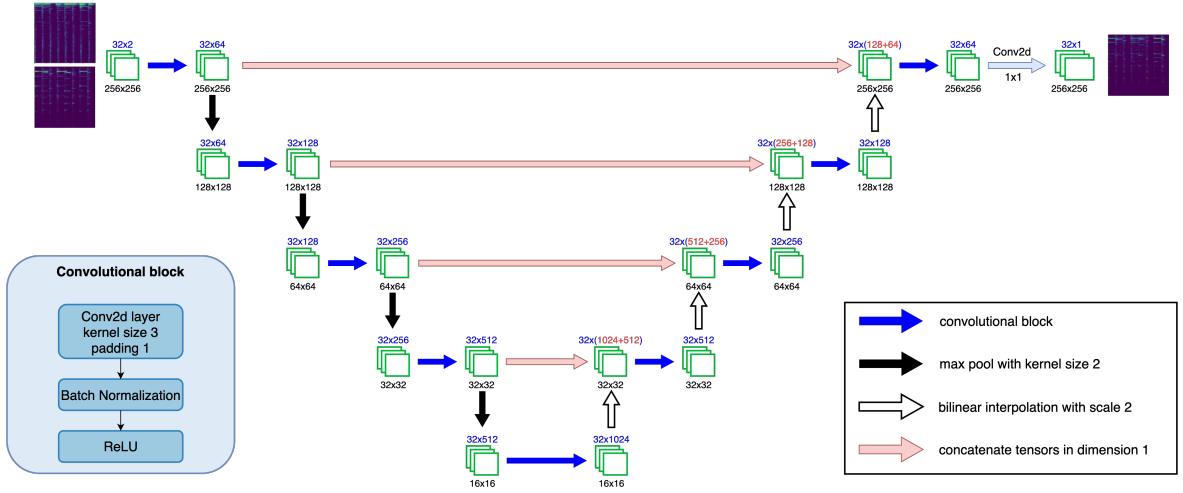 32x2
32x64
32x(128+64)
32x64
Conv2d
32x1
1x1
256x256
256x256
256x256
256x256
256x256
32x64
32x128
32x(256+128)
32x128
128x128
128x128
128x128
128x128
32x128
32x256
32x(512+256)
32x256
64x64
64x64
64x64
64x64
Convolutional block
Conv2d layer
kernel size 3
padding 1
Batch Normalization
ReLU
32x256
32x512
32x(1024+512)
32x512
32x32
32x32
32x32
32x32
32x512
32x1024
16x16
16x16
convolutional block
max pool with kernel size 2
bilinear interpolation with scale 2
concatenate tensors in dimension 1